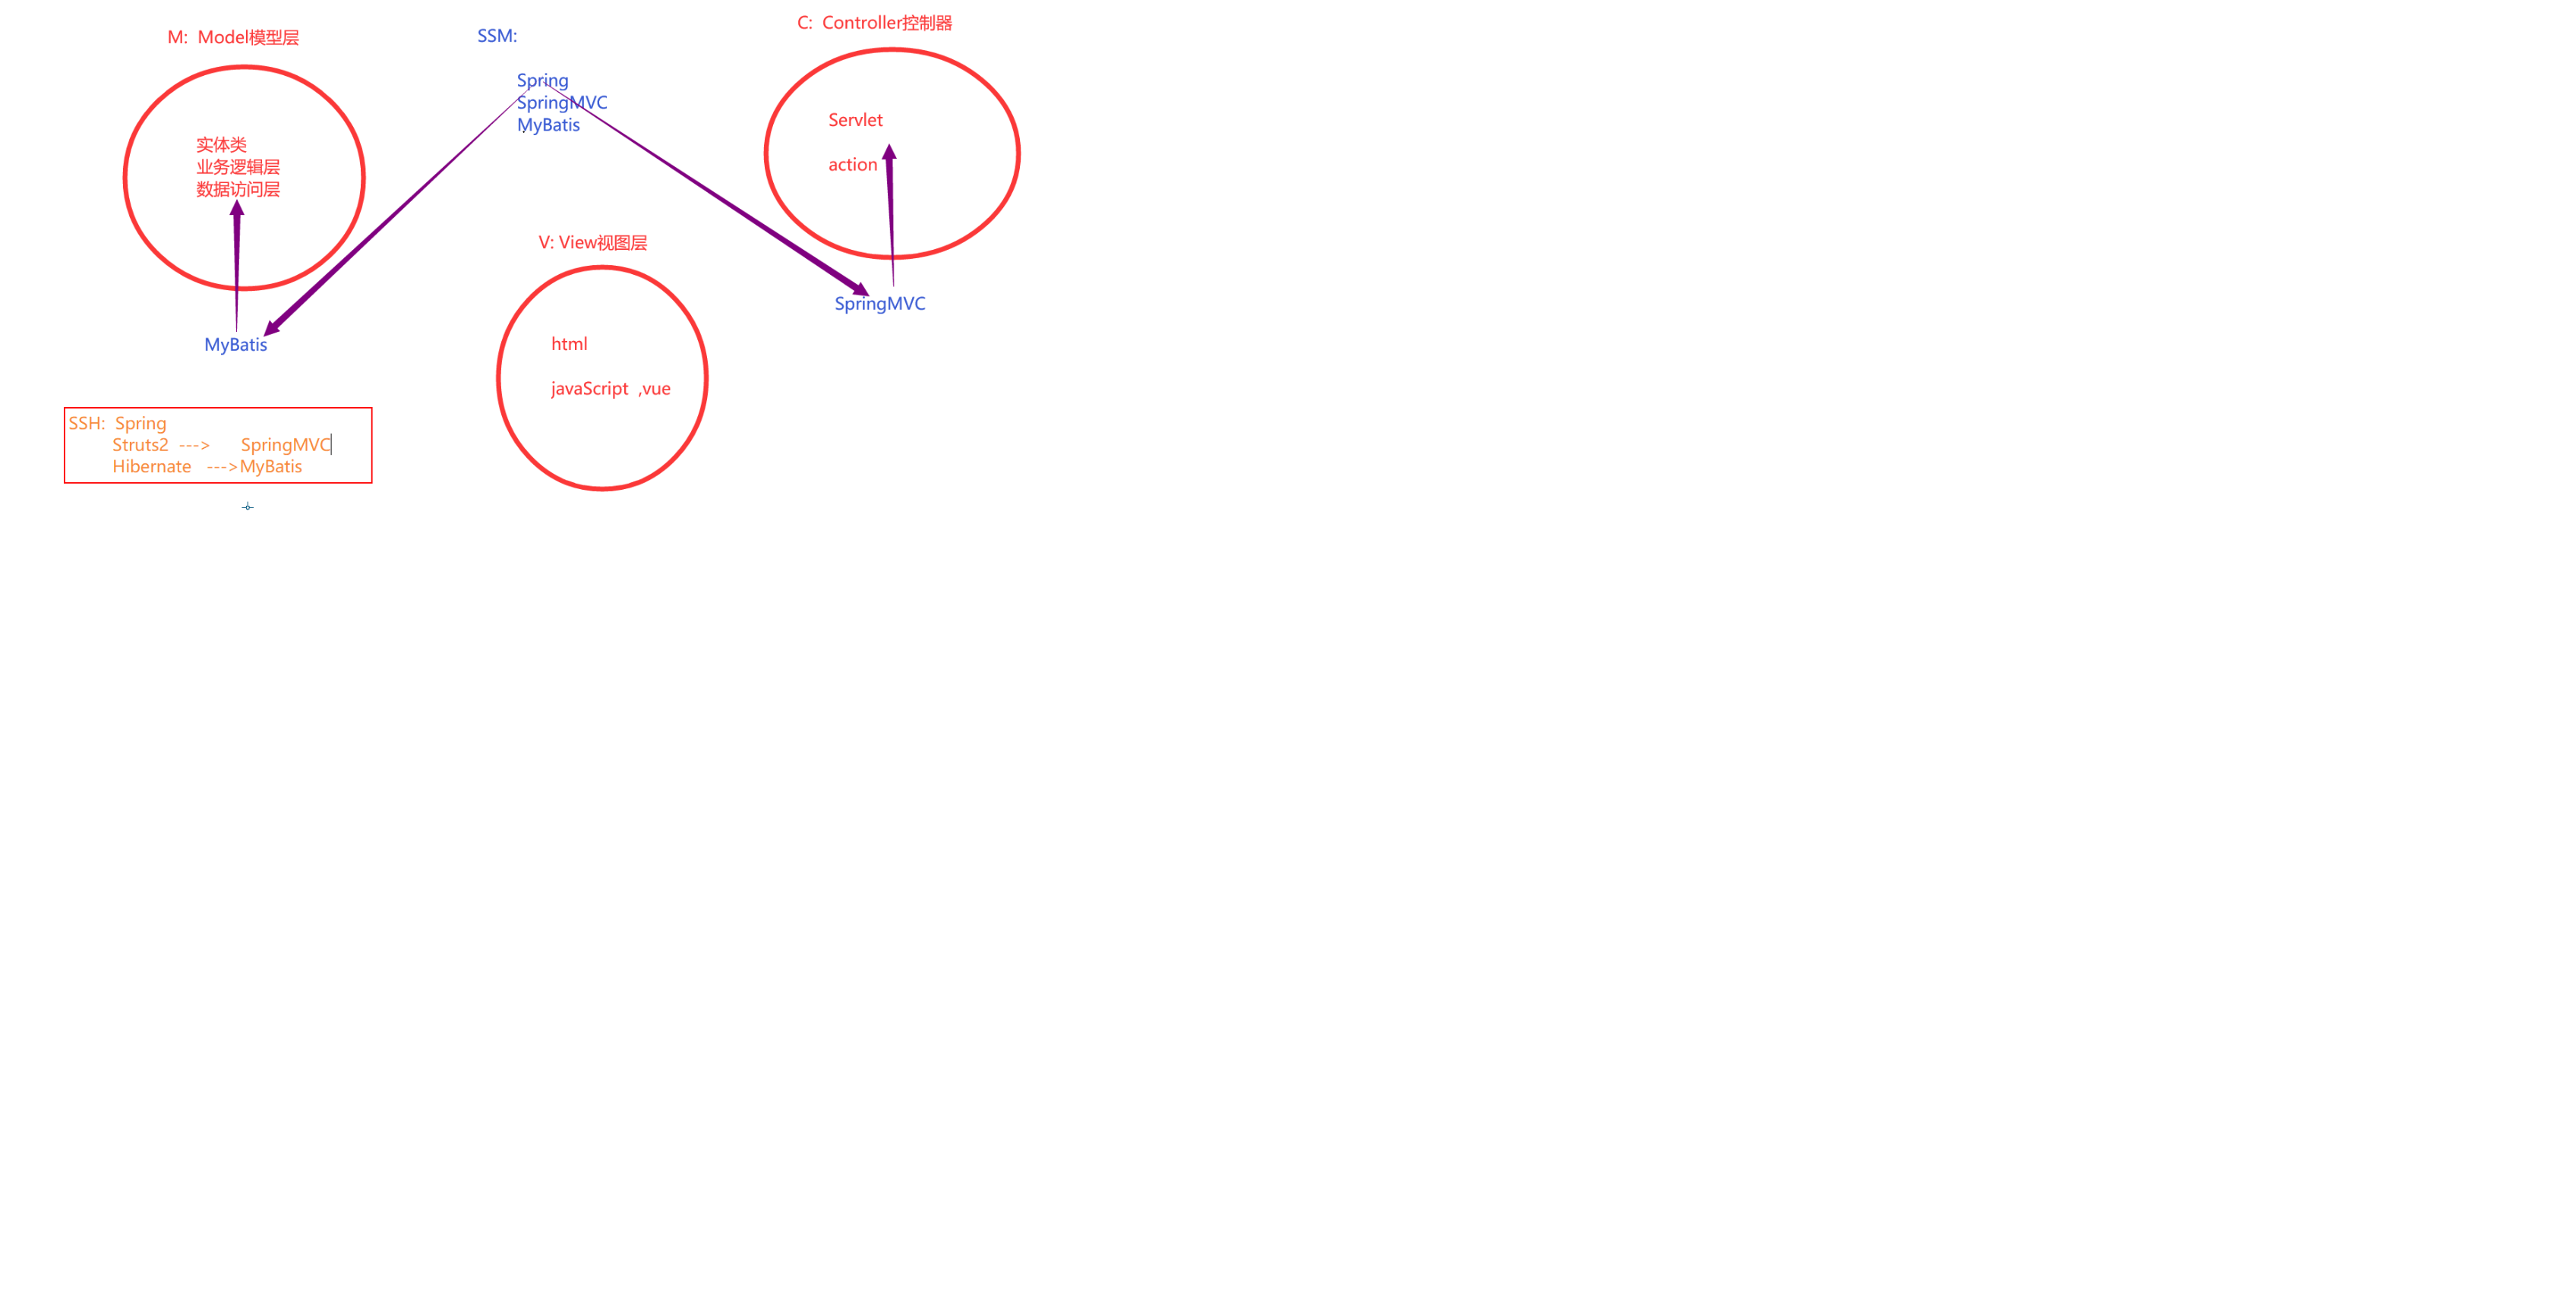 M: Model模型层
实体类
业务逻辑层
数据访问层
MyBatis
SSM:
Spring
SpringMVC
MyBatis
C: Controller控制器
Servlet
action
SpringMVC
V: View视图层
html
javaScript ,vue
SSH: Spring
Struts2 ---> SpringMVC
Hibernate --->MyBatis